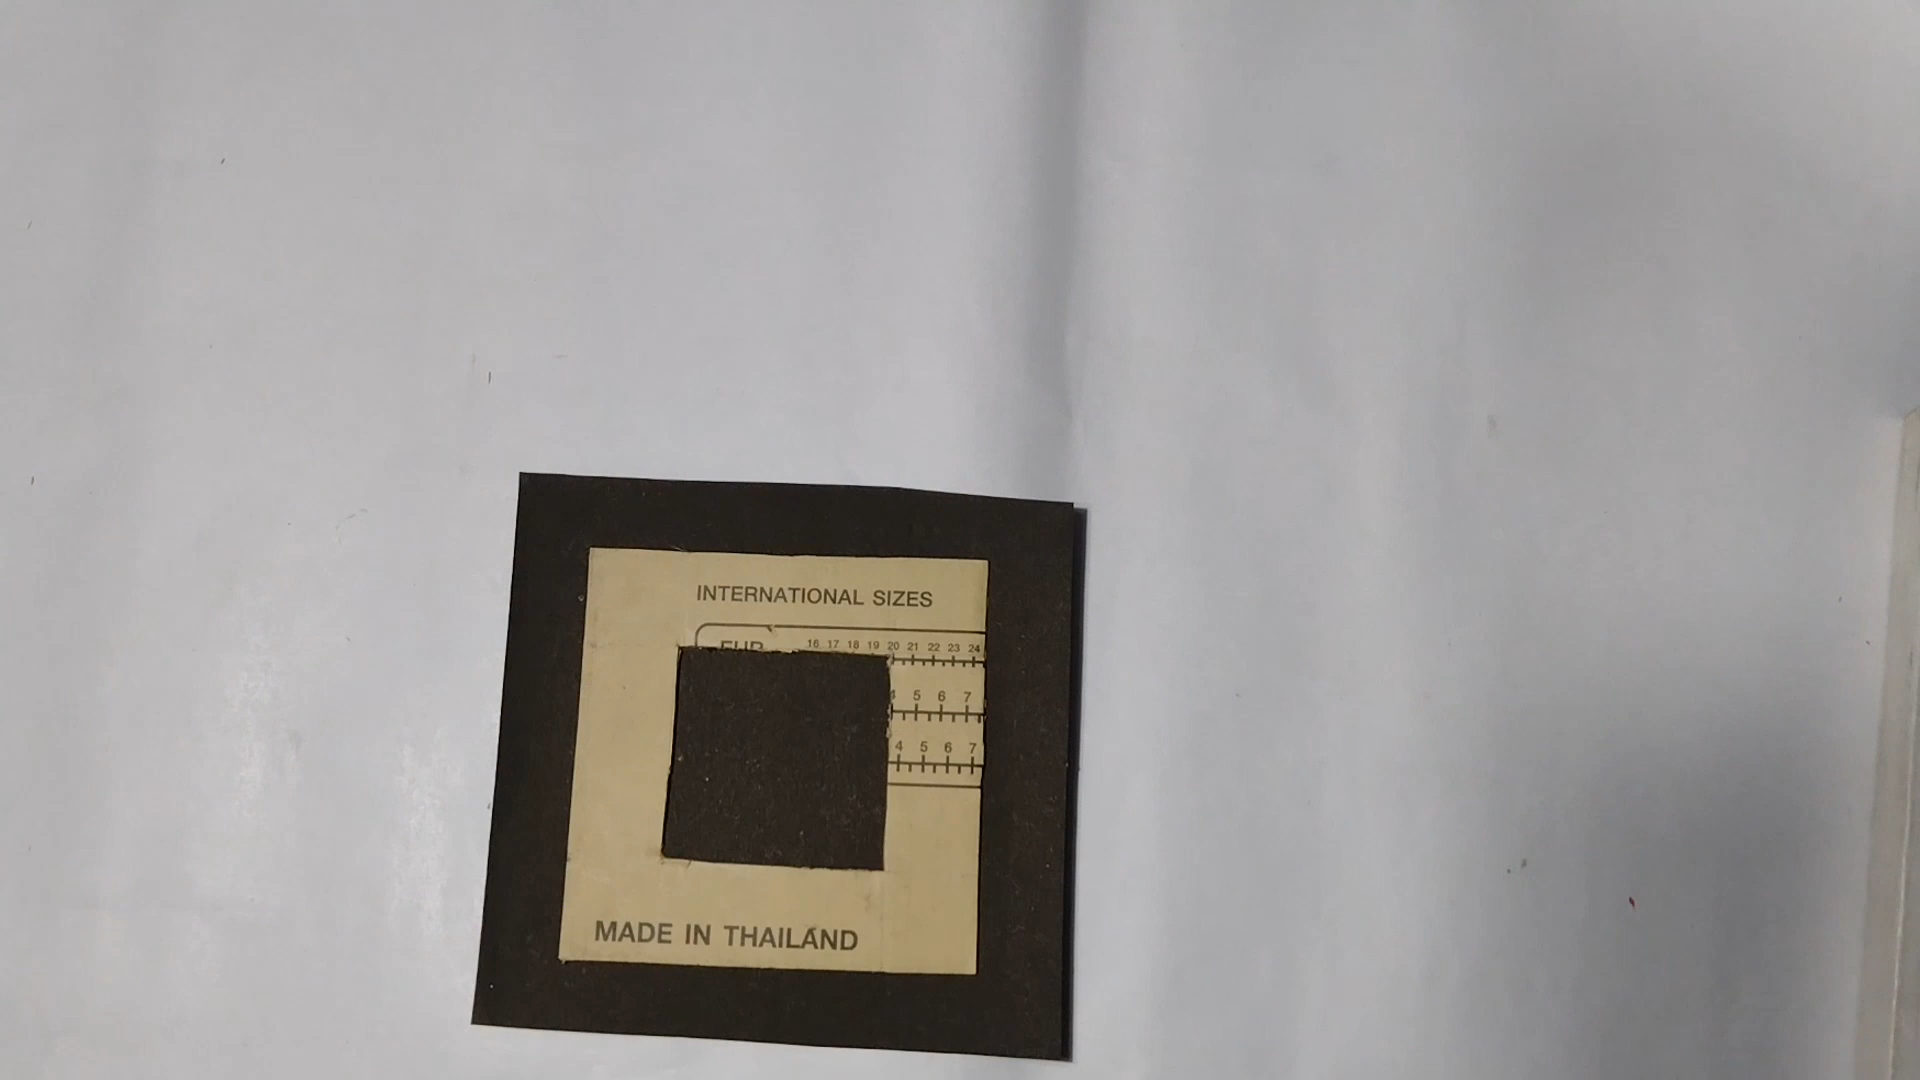 INTERNATIONAL SIZES
EUR 16 17 18 19 20 21 22 23 24
5 6 7
4 5 6 7
MADE IN THAILAND